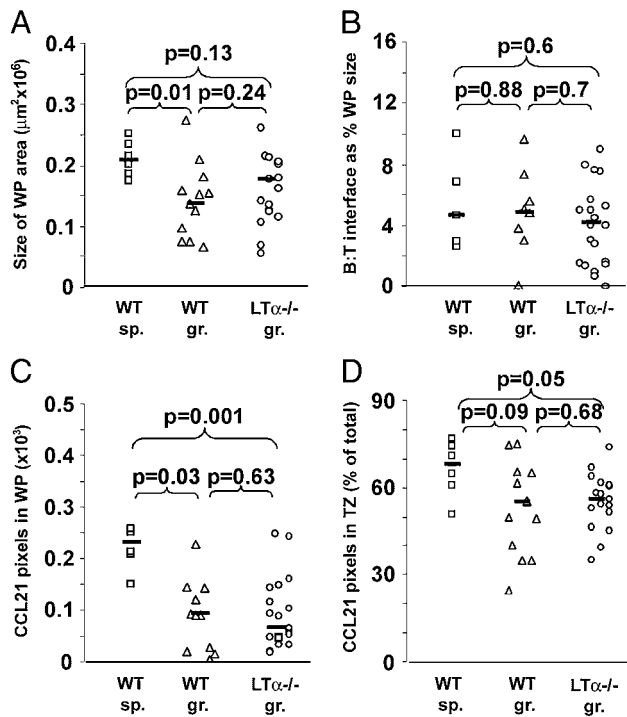 A
Size of WP area (μm²x10⁶)
0.4
0.3
0.2
0.1
0
p=0.13
p=0.01
p=0.24
WT
sp.
WT
gr.
LTα-/-
gr.
B
B:T interface as % WP size
16
12
8
4
0
p=0.6
p=0.88
p=0.7
WT
sp.
WT
gr.
LTα-/-
gr.
C
CCL21 pixels in WP (x10³)
0.5
0.4
0.3
0.2
0.1
0
p=0.001
p=0.03
p=0.63
WT
sp.
WT
gr.
LTα-/-
gr.
D
CCL21 pixels in TZ (% of total)
90
60
30
0
p=0.05
p=0.09
p=0.68
WT
sp.
WT
gr.
LTα-/-
gr.